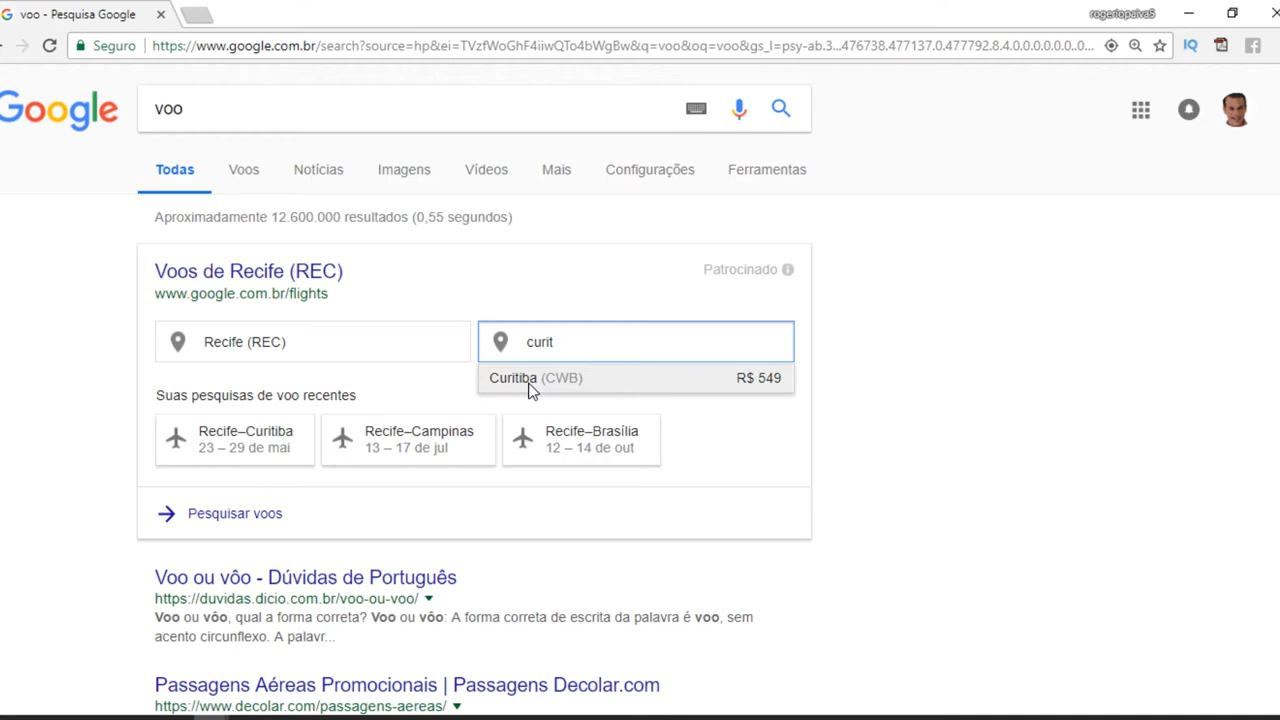 voo - Pesquisa Google
rogeriopaiva5
Seguro
https://www.google.com.br/search?source=hp&ei=TVzfWoGhF4iiwQTo4bWgBw&q=voo&oq=voo&gs_l=psy-ab.3...476738.477137.0.477792.8.4.0.0.0.0.0.0..0...
IQ
Google
voo
Todas Voos Notícias Imagens Vídeos Mais Configurações Ferramentas
Aproximadamente 12.600.000 resultados (0,55 segundos)
Voos de Recife (REC)
Patrocinado
www.google.com.br/flights
Recife (REC)
curit
Curitiba (CWB) R$ 549
Suas pesquisas de voo recentes
Recife–Curitiba
23 – 29 de mai
Recife–Campinas
13 – 17 de jul
Recife–Brasília
12 – 14 de out
Pesquisar voos
Voo ou vôo - Dúvidas de Português
https://duvidas.dicio.com.br/voo-ou-voo/
Voo ou vôo, qual a forma correta? Voo ou vôo: A forma correta de escrita da palavra é voo, sem
acento circunflexo. A palavr...
Passagens Aéreas Promocionais | Passagens Decolar.com
https://www.decolar.com/passagens-aereas/